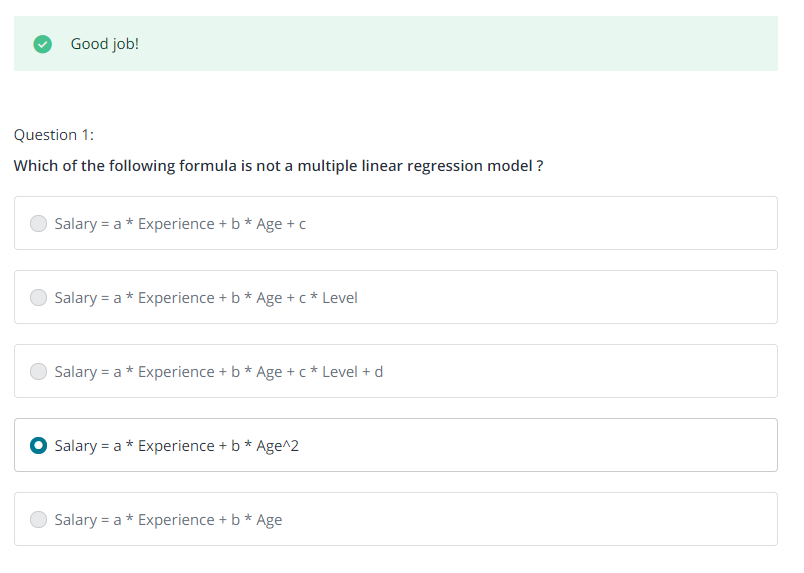 Good job!
Question 1:
Which of the following formula is not a multiple linear regression model ?
Salary = a * Experience + b * Age + c
Salary = a * Experience + b * Age + c * Level
Salary = a * Experience + b * Age + c * Level + d
Salary = a * Experience + b * Age^2
Salary = a * Experience + b * Age